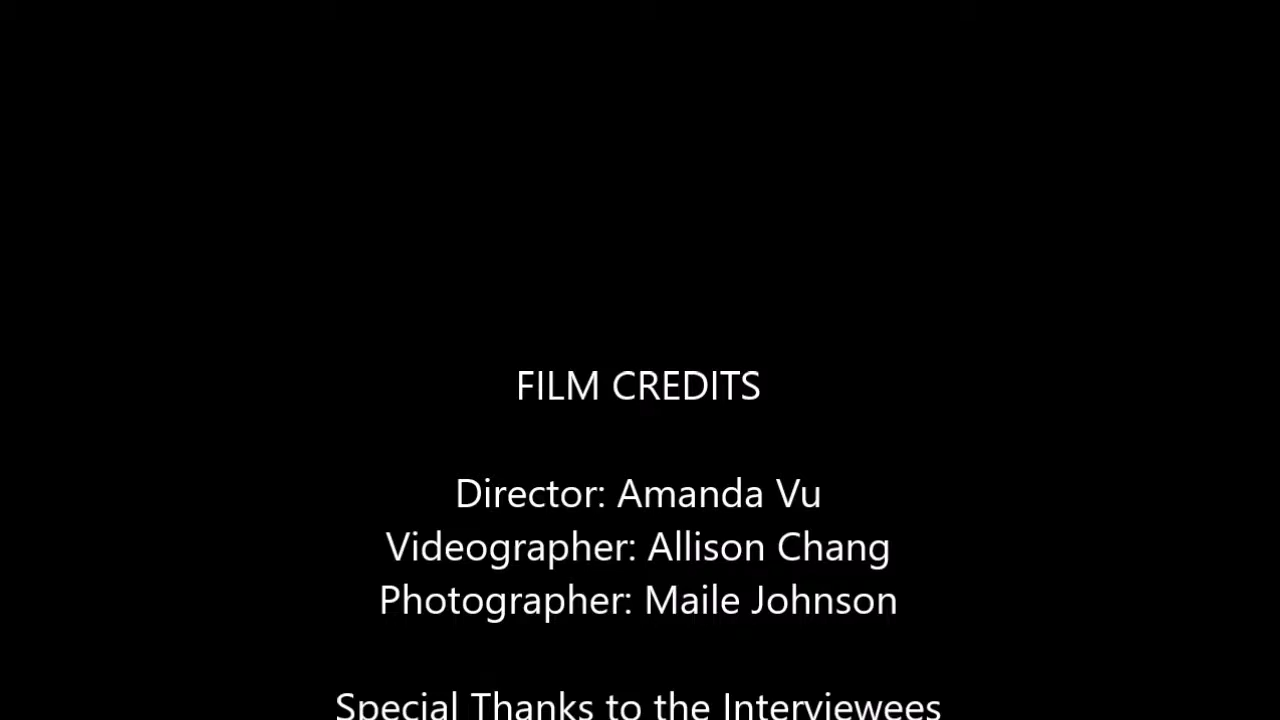 FILM CREDITS
Director: Amanda Vu
Videographer: Allison Chang
Photographer: Maile Johnson
Special Thanks to the Interviewees